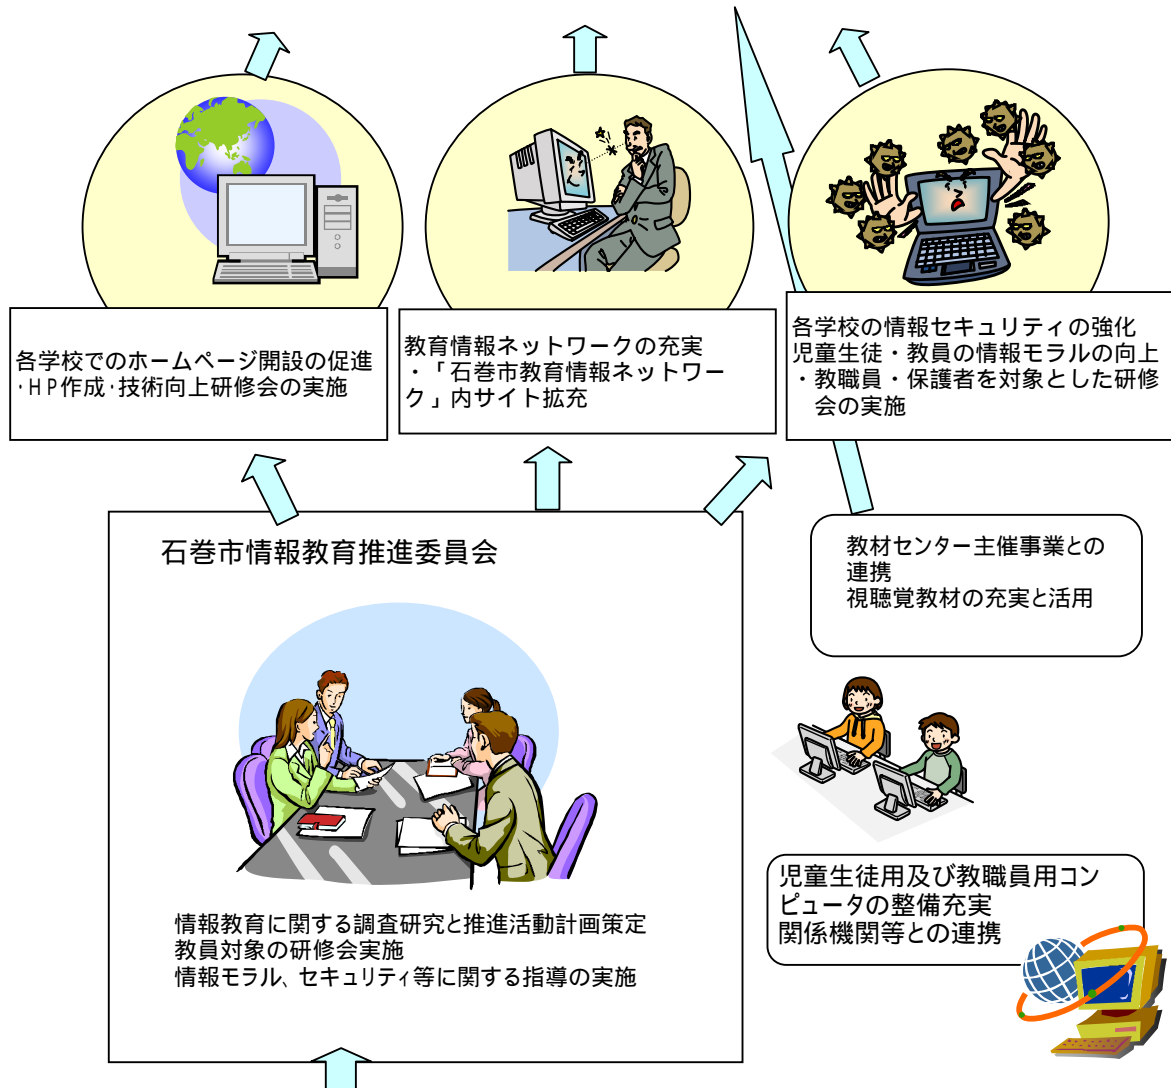 各学校でのホームページ開設の促進
・HP作成・技術向上研修会の実施
教育情報ネットワークの充実
・「石巻市教育情報ネットワー
ク」内サイト拡充
各学校の情報セキュリティの強化
児童生徒・教員の情報モラルの向上
・教職員・保護者を対象とした研修
会の実施
石巻市情報教育推進委員会
情報教育に関する調査研究と推進活動計画策定
教員対象の研修会実施
情報モラル、セキュリティ等に関する指導の実施
教材センター主催事業との
連携
視聴覚教材の充実と活用
児童生徒用及び教職員用コン
ピュータの整備充実
関係機関等との連携